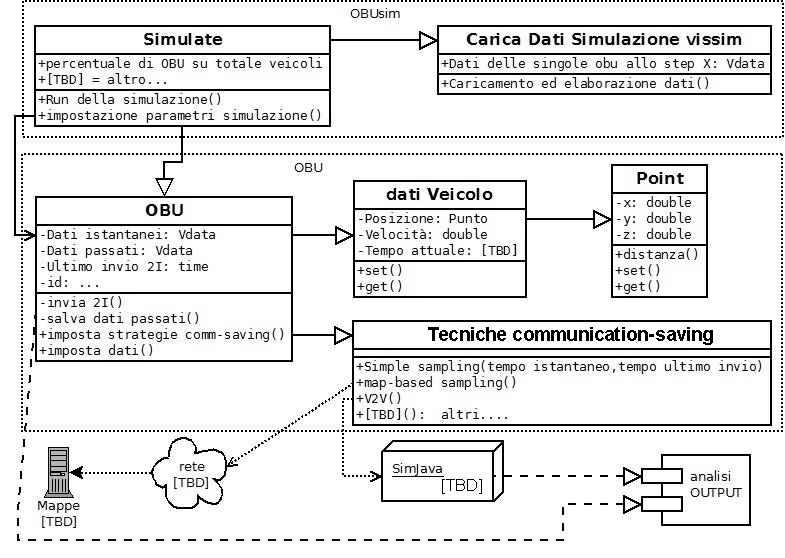 OBUsim
Simulate
+percentuale di OBU su totale veicoli
+[TBD] = altro...
+Run della simulazione()
+impostazione parametri simulazione()
Carica Dati Simulazione vissim
+Dati delle singole obu allo step X: Vdata
+Caricamento ed elaborazione dati()
OBU
OBU
-Dati istantanei: Vdata
-Dati passati: Vdata
-Ultimo invio 2I: time
-id: ...
-invia 2I()
-salva dati passati()
+imposta strategie comm-saving()
+imposta dati()
dati Veicolo
-Posizione: Punto
-Velocità: double
-Tempo attuale: [TBD]
+set()
+get()
Point
-x: double
-y: double
-z: double
+distanza()
+set()
+get()
Tecniche communication-saving
+Simple sampling(tempo istantaneo,tempo ultimo invio)
+map-based sampling()
+V2V()
+[TBD](): altri....
Mappe
[TBD]
rete
[TBD]
SimJava
[TBD]
analisi
OUTPUT